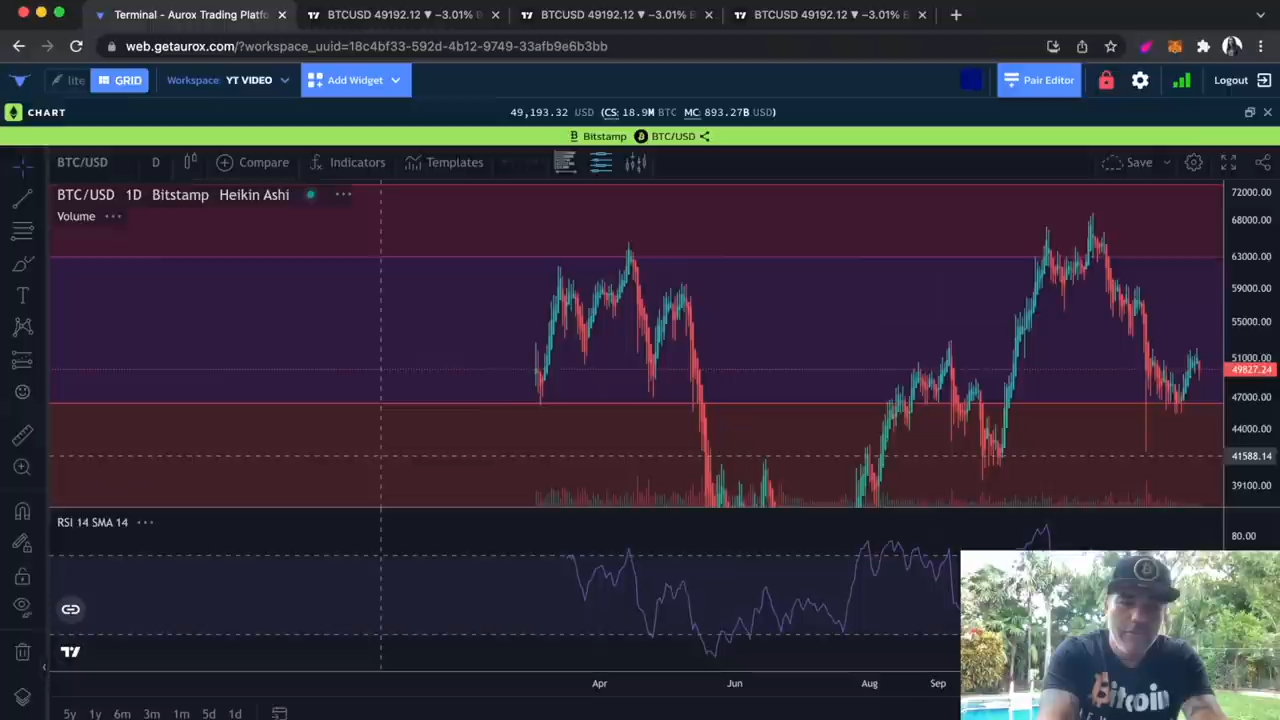 Terminal - Aurox Trading Platfo
BTCUSD 49192.12 ▼ −3.01% B
BTCUSD 49192.12 ▼ −3.01% B
BTCUSD 49192.12 ▼ −3.01% B
web.getaurox.com/?workspace_uuid=18c4bf33-592d-4b12-9749-33afb9e6b3bb
lite
GRID
Workspace: YT VIDEO
Add Widget
Pair Editor
Logout
CHART
49,193.32 USD (CS: 18.9M BTC MC: 893.27B USD)
Bitstamp BTC/USD
BTC/USD
D
Compare
Indicators
Templates
Save
BTC/USD 1D Bitstamp Heikin Ashi
Volume
72000.00
68000.00
63000.00
59000.00
55000.00
51000.00
49827.24
47000.00
44000.00
41588.14
39100.00
RSI 14 SMA 14
80.00
Apr Jun Aug Sep
5y 1y 6m 3m 1m 5d 1d
Bitcoin